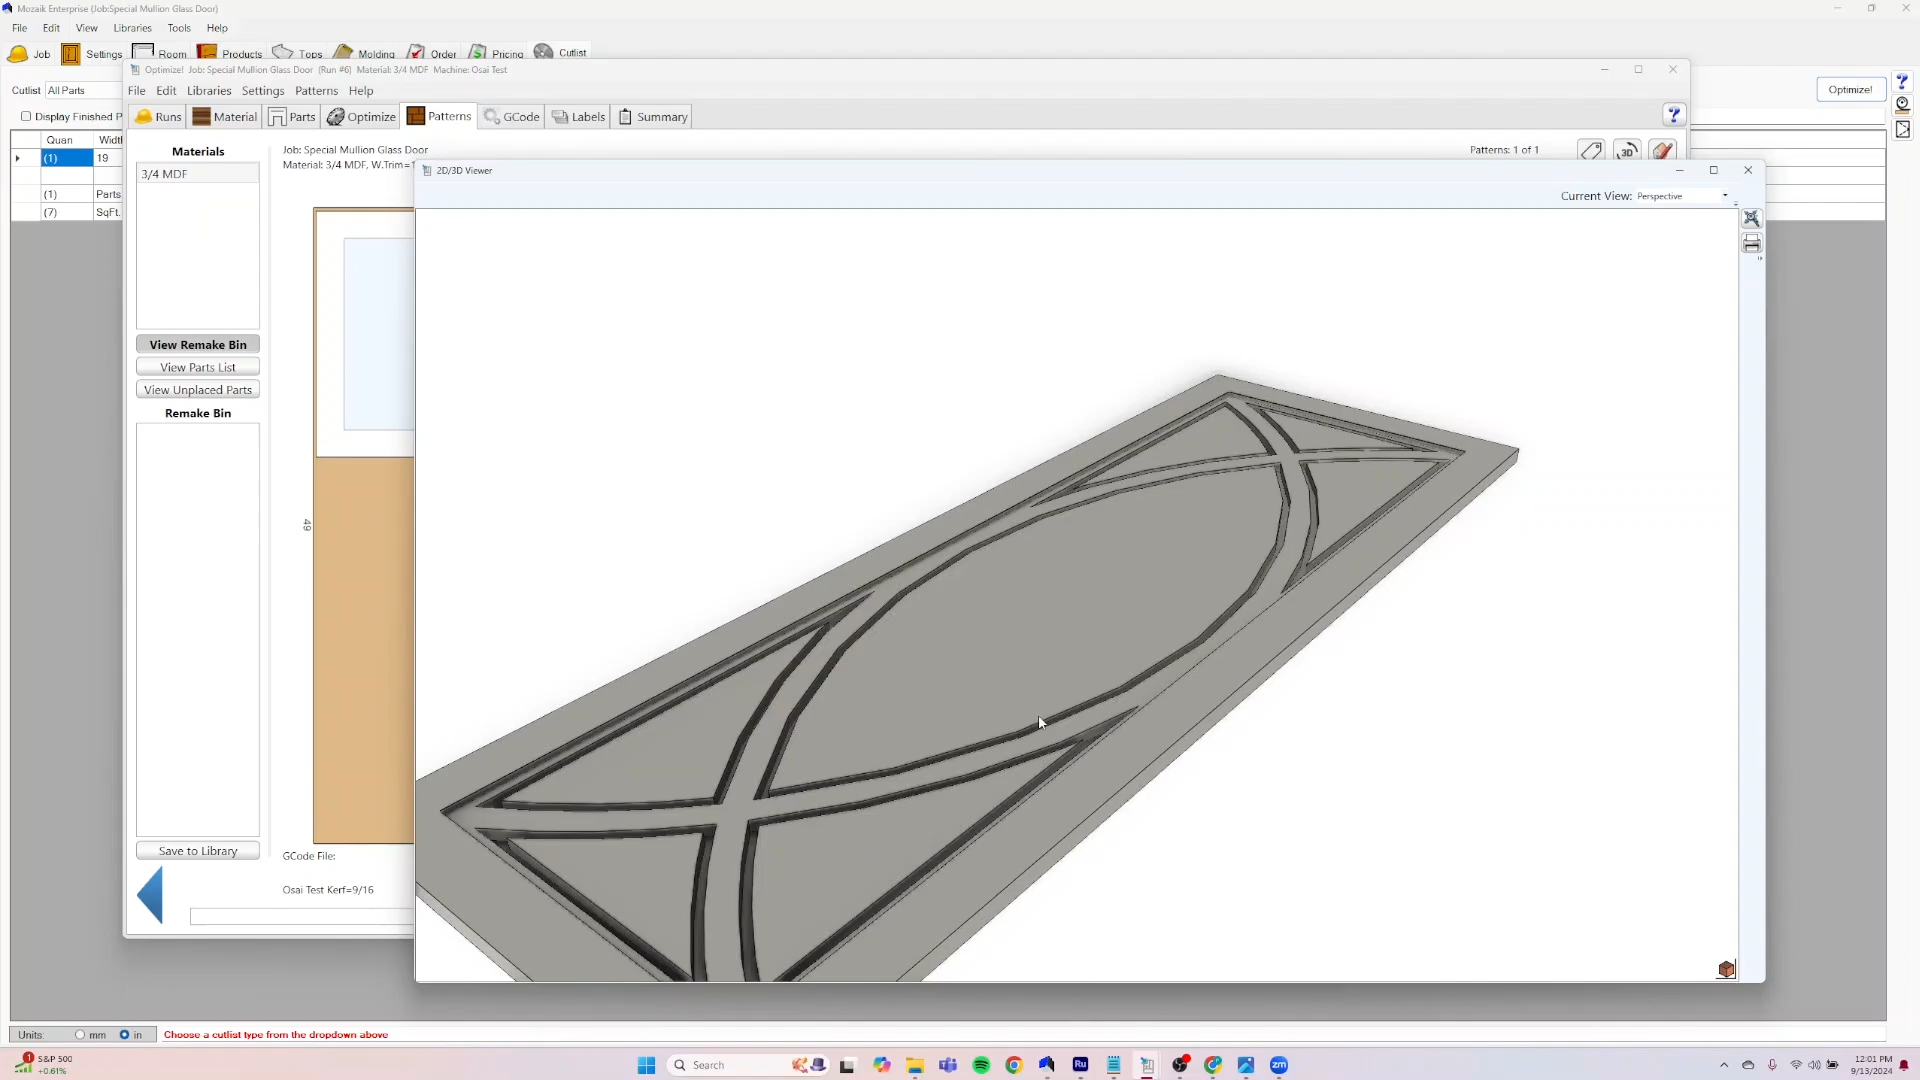 Mozaik Enterprise (Job:Special Mullion Glass Door)
File Edit View Libraries Tools Help
Job Settings Room Products Tops Molding Order Pricing Cutlist
Cutlist All Parts Optimize!
Display Finished P
Quan Widt
(1) 19
(1) Parts
(7) SqFt.
Optimize! Job: Special Mullion Glass Door (Run #6) Material: 3/4 MDF Machine: Osai Test
File Edit Libraries Settings Patterns Help
Runs Material Parts Optimize Patterns GCode Labels Summary
Materials
3/4 MDF
View Remake Bin
View Parts List
View Unplaced Parts
Remake Bin
Save to Library
Job: Special Mullion Glass Door
Patterns: 1 of 1
3D
49
GCode File:
Osai Test Kerf=9/16
2D/3D Viewer
Current View: Perspective
Units: mm in Choose a cutlist type from the dropdown above
1
S&P 500
+0.61%
Search
Ru
zm
12:01 PM
9/13/2024